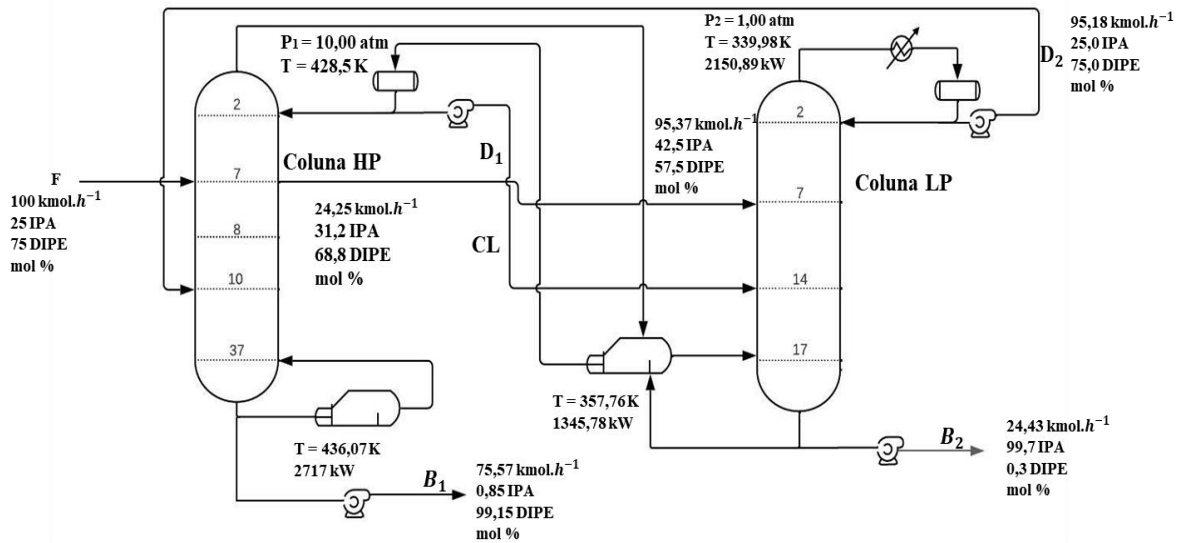 P₁ = 10,00 atm
T = 428,5 K
P₂ = 1,00 atm
T = 339,98 K
2150,89 kW
95,18 kmol.h⁻¹
25,0 IPA
75,0 DIPE
mol %
D₂
2
Coluna HP
D₁
95,37 kmol.h⁻¹
42,5 IPA
57,5 DIPE
mol %
2
Coluna LP
F
100 kmol.h⁻¹
25 IPA
75 DIPE
mol %
7
8
10
37
24,25 kmol.h⁻¹
31,2 IPA
68,8 DIPE
mol %
CL
7
14
17
T = 436,07 K
2717 kW
T = 357,76 K
1345,78 kW
B₁
75,57 kmol.h⁻¹
0,85 IPA
99,15 DIPE
mol %
B₂
24,43 kmol.h⁻¹
99,7 IPA
0,3 DIPE
mol %